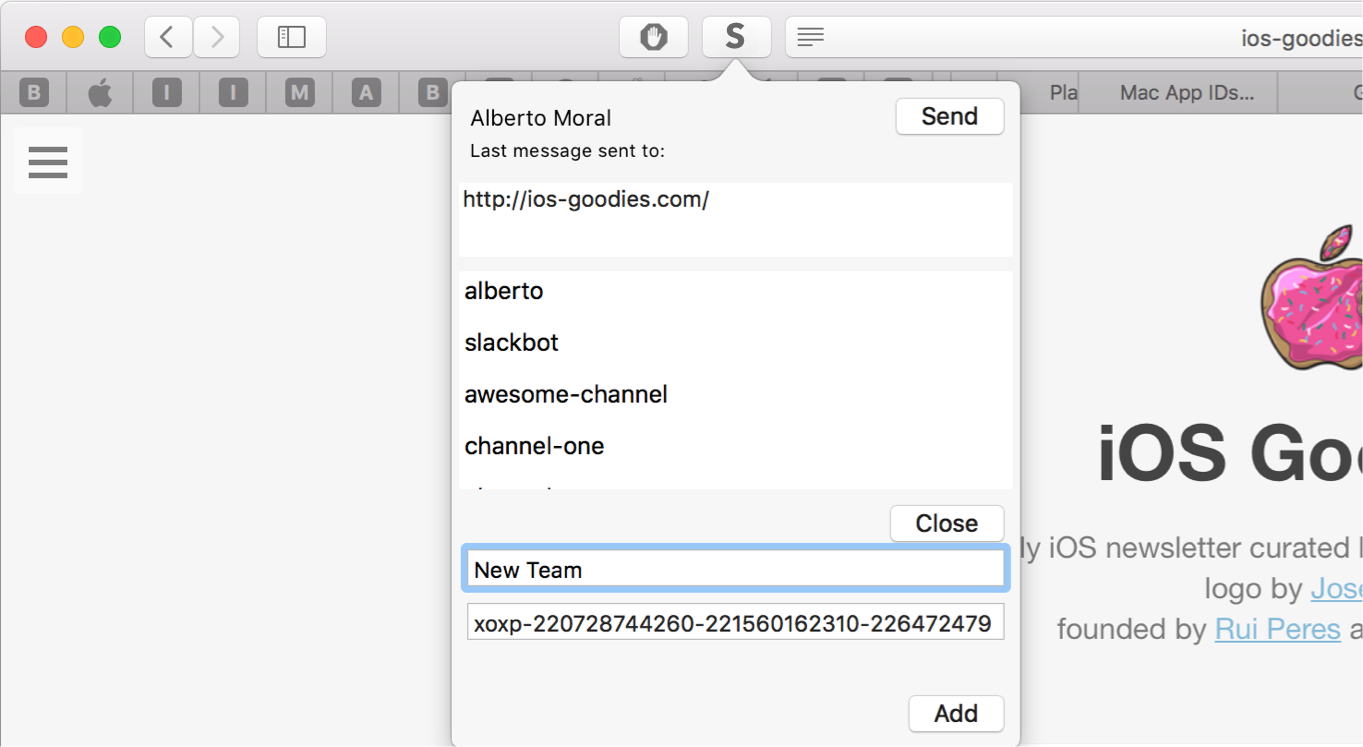 S
ios-goodies
B
I
I
M
A
B
Pla
Mac App IDs...
Alberto Moral
Send
Last message sent to:
http://ios-goodies.com/
alberto
slackbot
awesome-channel
channel-one
Close
New Team
xoxp-220728744260-221560162310-226472479
Add
iOS Goo
ly iOS newsletter curated
logo by Jose
founded by Rui Peres a